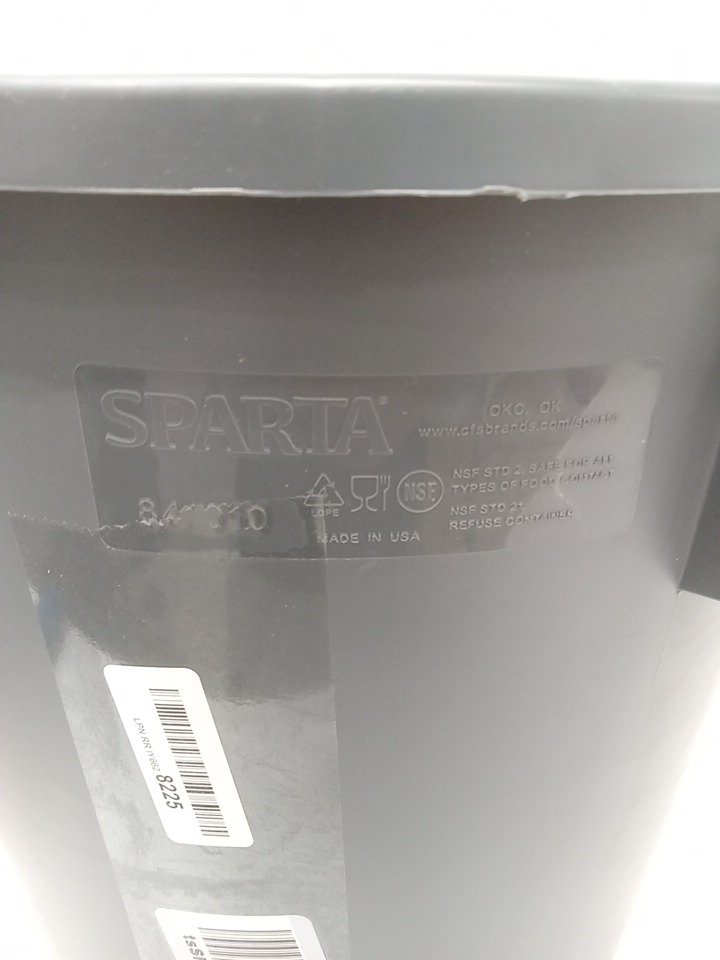 SPARTA®
OKC, OK
www.cfsbrands.com/sparta
NSF STD 2, SAFE FOR ALL
TYPES OF FOOD CONTACT
NSF STD 21,
REFUSE CONTAINER
NSF
LDPE
MADE IN USA
8225